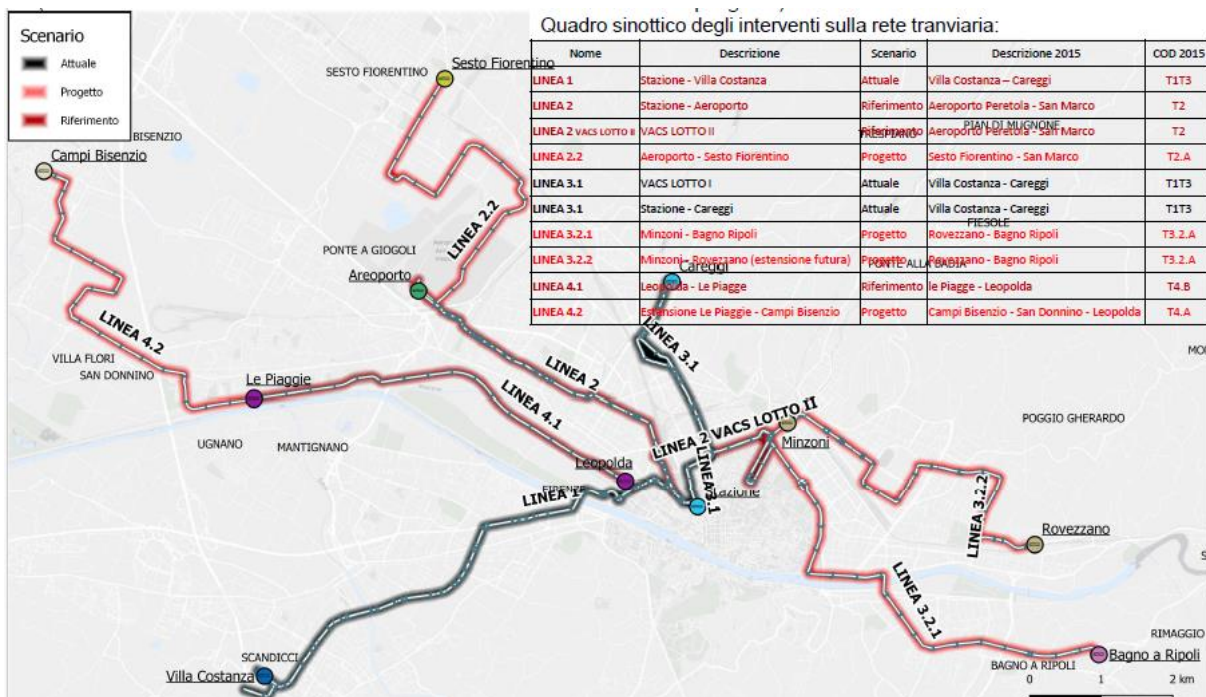 Quadro sinottico degli interventi sulla rete tranviaria:
Nome Descrizione Scenario Descrizione 2015 COD 2015
LINEA 1 Stazione - Villa Costanza Attuale Villa Costanza – Careggi T1T3
LINEA 2 Stazione - Aeroporto Riferimento Aeroporto Peretola - San Marco T2
LINEA 2 VACS LOTTO II VACS LOTTO II Riferimento Aeroporto Peretola - San Marco T2
LINEA 2.2 Aeroporto - Sesto Fiorentino Progetto Sesto Fiorentino - San Marco T2.A
LINEA 3.1 VACS LOTTO I Attuale Villa Costanza - Careggi T1T3
LINEA 3.1 Stazione - Careggi Attuale Villa Costanza - Careggi T1T3
LINEA 3.2.1 Minzoni - Bagno Ripoli Progetto Rovezzano - Bagno Ripoli T3.2.A
LINEA 3.2.2 Minzoni - Rovezzano (estensione futura) Progetto Rovezzano - Bagno Ripoli T3.2.A
LINEA 4.1 Leopolda - Le Piagge Riferimento le Piagge - Leopolda T4.B
LINEA 4.2 Estensione Le Piaggie - Campi Bisenzio Progetto Campi Bisenzio - San Donnino - Leopolda T4.A
Scenario
Attuale
Progetto
Riferimento
SESTO FIORENTINO
Sesto Fiorentino
BISENZIO
Campi Bisenzio
PIAN DI MUGNONE
TRESPIANO
FIESOLE
PONTE ALLA BADIA
LINEA 2.2
PONTE A GIOGOLI
Areoporto
Careggi
LINEA 3.1
LINEA 4.2
VILLA FLORI
SAN DONNINO
LINEA 2
Le Piaggie
LINEA 4.1
UGNANO
MANTIGNANO
LINEA 2 VACS LOTTO II
Minzoni
POGGIO GHERARDO
Leopolda
FIRENZE
LINEA 1
LINEA 3.1
tazione
LINEA 3.2.2
Rovezzano
LINEA 3.2.1
RIMAGGIO
Bagno a Ripoli
BAGNO A RIPOLI
SCANDICCI
Villa Costanza
0 1 2 km